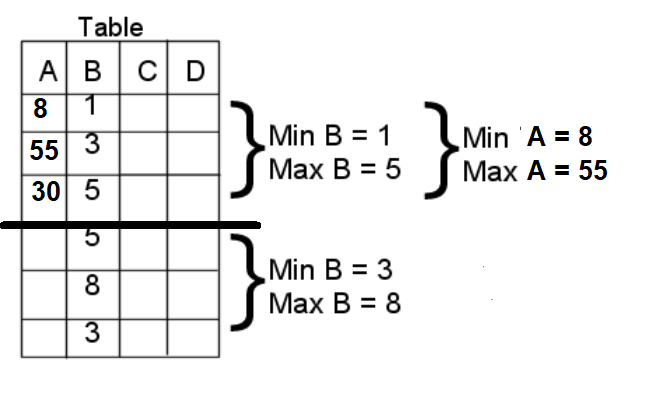 Table
A B C D
8 1
55 3
30 5
5
8
3
Min B = 1
Max B = 5
Min A = 8
Max A = 55
Min B = 3
Max B = 8